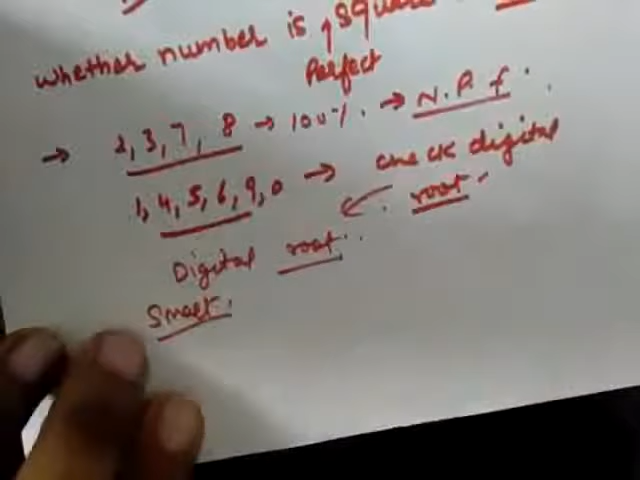 whether number is square
Perfect
→ 2, 3, 7, 8 → 100%. → N.P.f.
1, 4, 5, 6, 9, 0 → check digital root.
Digital root..
Smart.